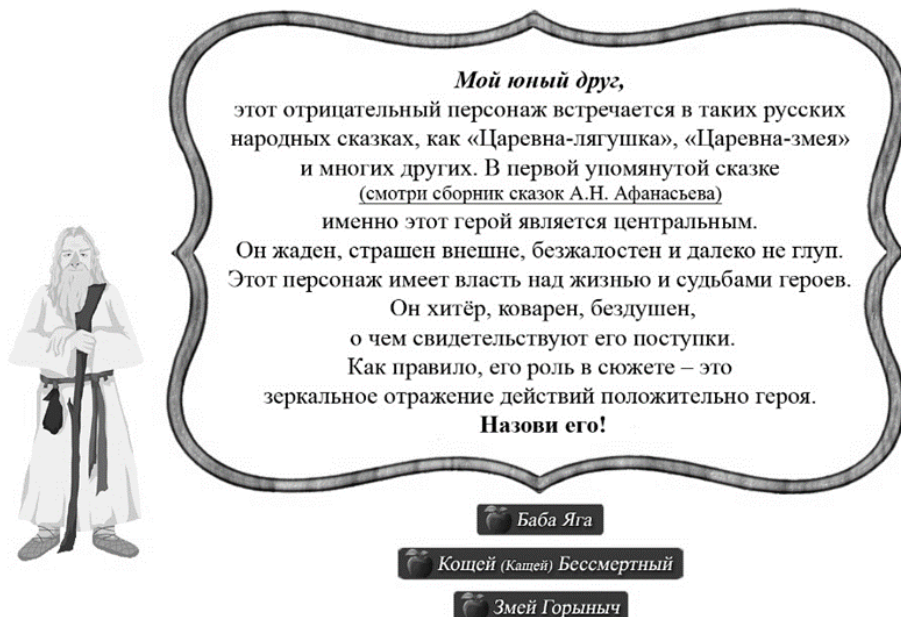 Мой юный друг,
этот отрицательный персонаж встречается в таких русских
народных сказках, как «Царевна-лягушка», «Царевна-змея»
и многих других. В первой упомянутой сказке
(смотри сборник сказок А.Н. Афанасьева)
именно этот герой является центральным.
Он жаден, страшен внешне, безжалостен и далеко не глуп.
Этот персонаж имеет власть над жизнью и судьбами героев.
Он хитёр, коварен, бездушен,
о чем свидетельствуют его поступки.
Как правило, его роль в сюжете – это
зеркальное отражение действий положительно героя.
Назови его!
Баба Яга
Кощей (Кащей) Бессмертный
Змей Горыныч